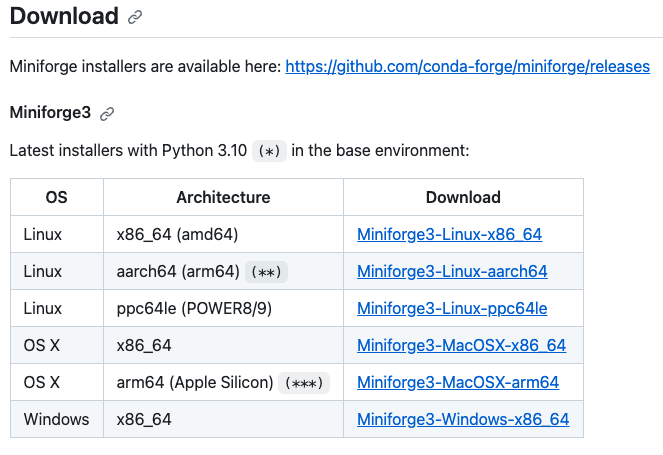 Download
Miniforge installers are available here: https://github.com/conda-forge/miniforge/releases
Miniforge3
Latest installers with Python 3.10 (*) in the base environment:
OS Architecture Download
Linux x86_64 (amd64) Miniforge3-Linux-x86_64
Linux aarch64 (arm64) (**) Miniforge3-Linux-aarch64
Linux ppc64le (POWER8/9) Miniforge3-Linux-ppc64le
OS X x86_64 Miniforge3-MacOSX-x86_64
OS X arm64 (Apple Silicon) (***) Miniforge3-MacOSX-arm64
Windows x86_64 Miniforge3-Windows-x86_64